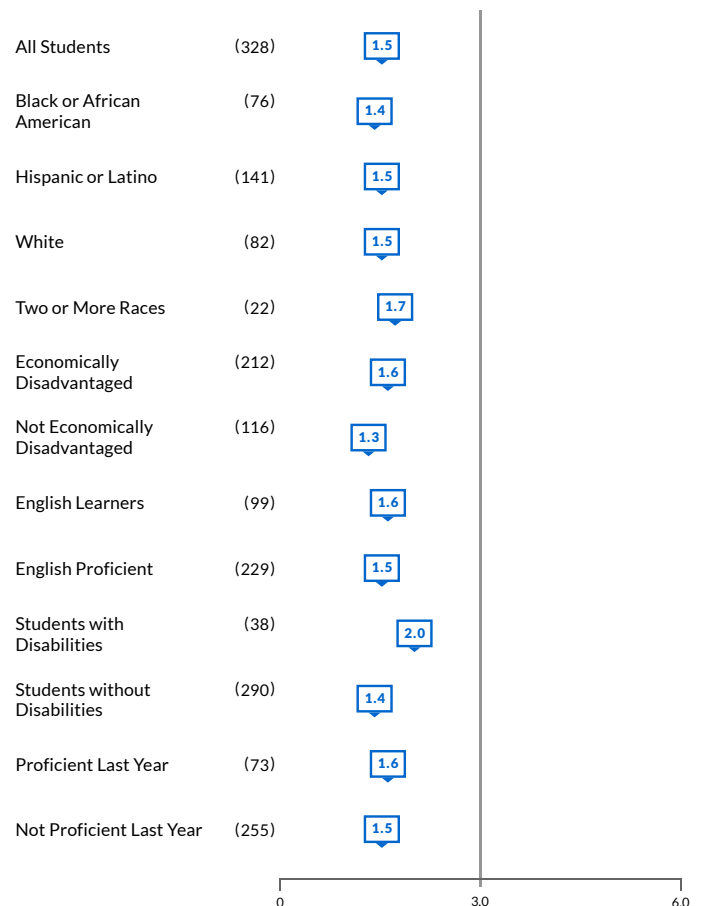 All Students (328) 1.5
Black or African (76)
American
1.4
Hispanic or Latino (141) 1.5
White (82) 1.5
Two or More Races (22) 1.7
Economically (212)
Disadvantaged
1.6
Not Economically (116)
Disadvantaged
1.3
English Learners (99) 1.6
English Proficient (229) 1.5
Students with (38)
Disabilities
2.0
Students without (290)
Disabilities
1.4
Proficient Last Year (73) 1.6
Not Proficient Last Year (255) 1.5
0 3.0 6.0